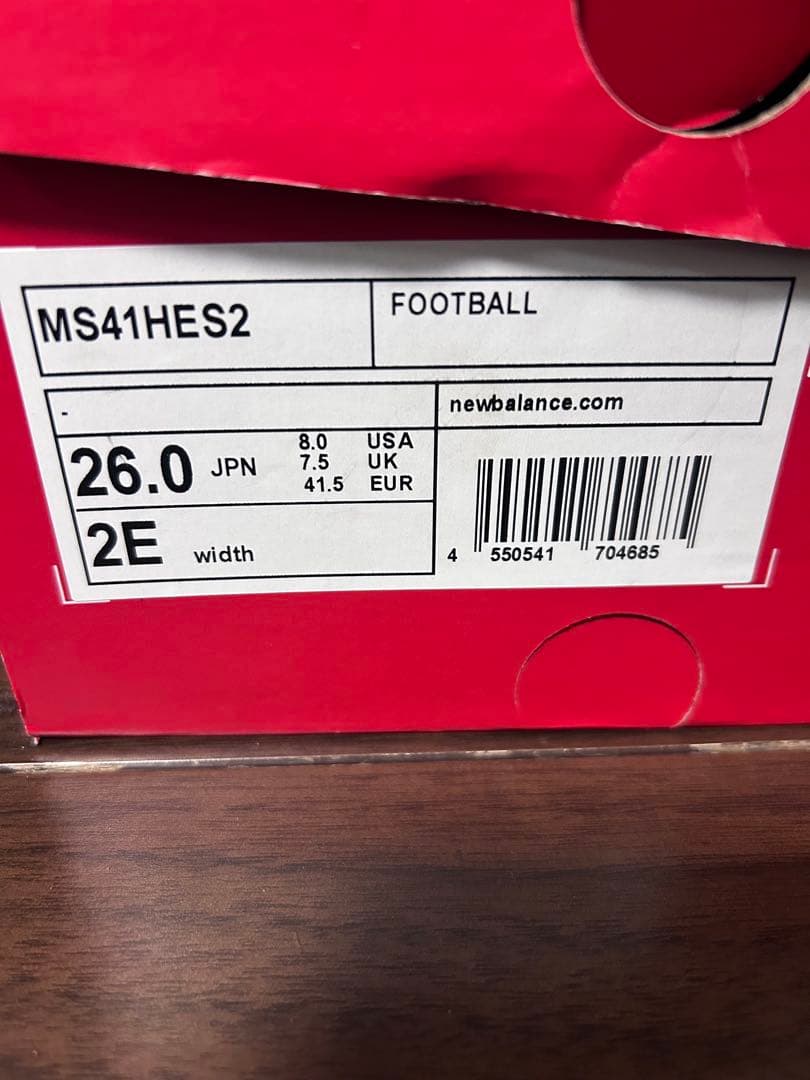 MS41HES2
FOOTBALL
-
newbalance.com
26.0 JPN
8.0 USA
7.5 UK
41.5 EUR
2E width
4 550541 704685